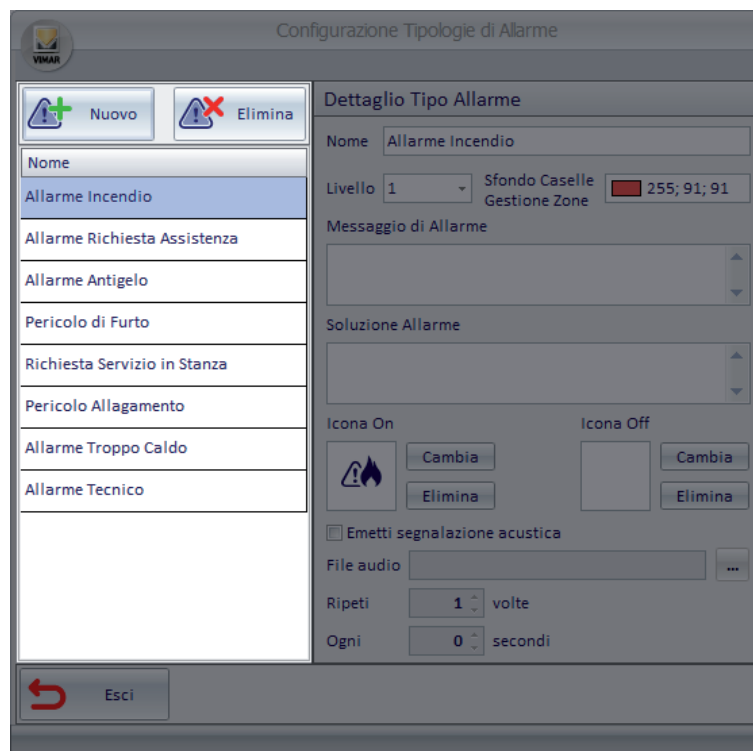 Configurazione Tipologie di Allarme
VIMAR
Nuovo
Elimina
Nome
Allarme Incendio
Allarme Richiesta Assistenza
Allarme Antigelo
Pericolo di Furto
Richiesta Servizio in Stanza
Pericolo Allagamento
Allarme Troppo Caldo
Allarme Tecnico
Dettaglio Tipo Allarme
Nome Allarme Incendio
Livello 1 Sfondo Caselle Gestione Zone 255; 91; 91
Messaggio di Allarme
Soluzione Allarme
Icona On Icona Off
Cambia Cambia
Elimina Elimina
Emetti segnalazione acustica
File audio ...
Ripeti 1 volte
Ogni 0 secondi
Esci